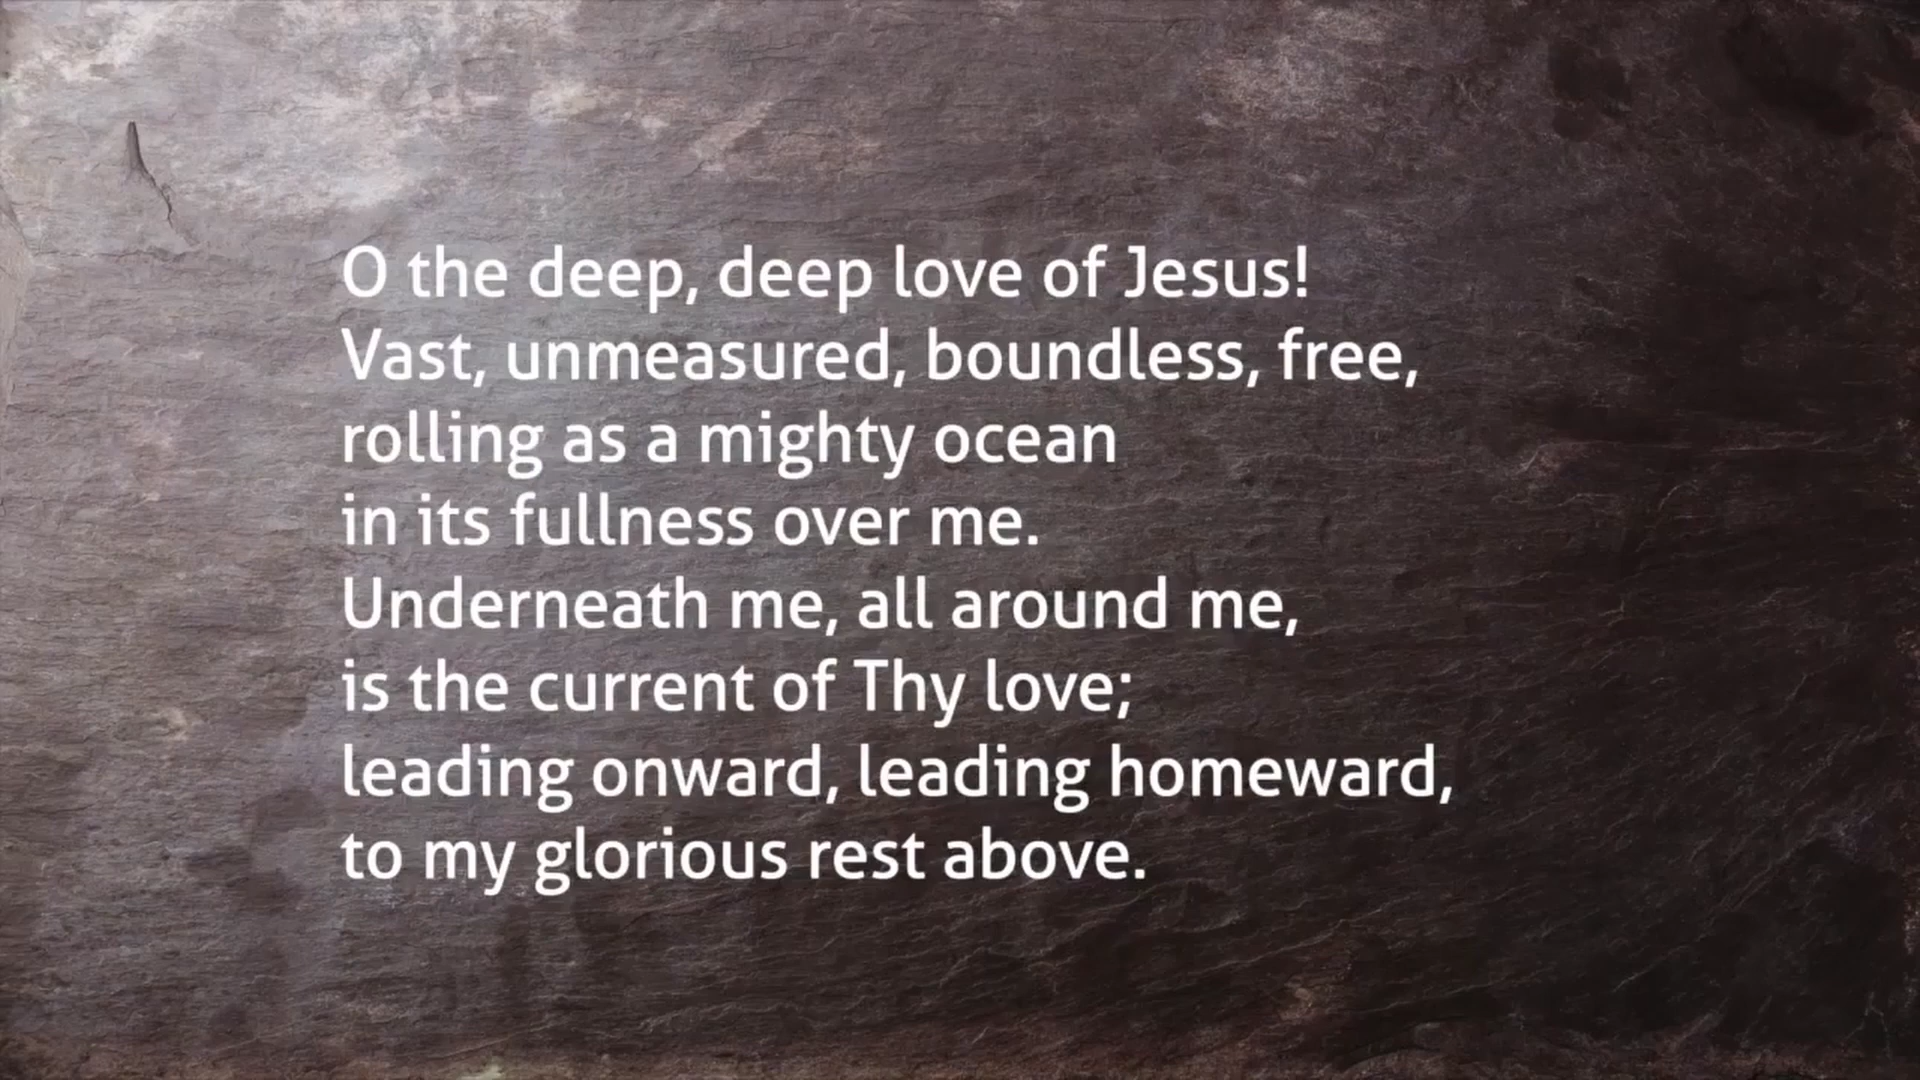 O the deep, deep love of Jesus!
Vast, unmeasured, boundless, free,
rolling as a mighty ocean
in its fullness over me.
Underneath me, all around me,
is the current of Thy love;
leading onward, leading homeward,
to my glorious rest above.